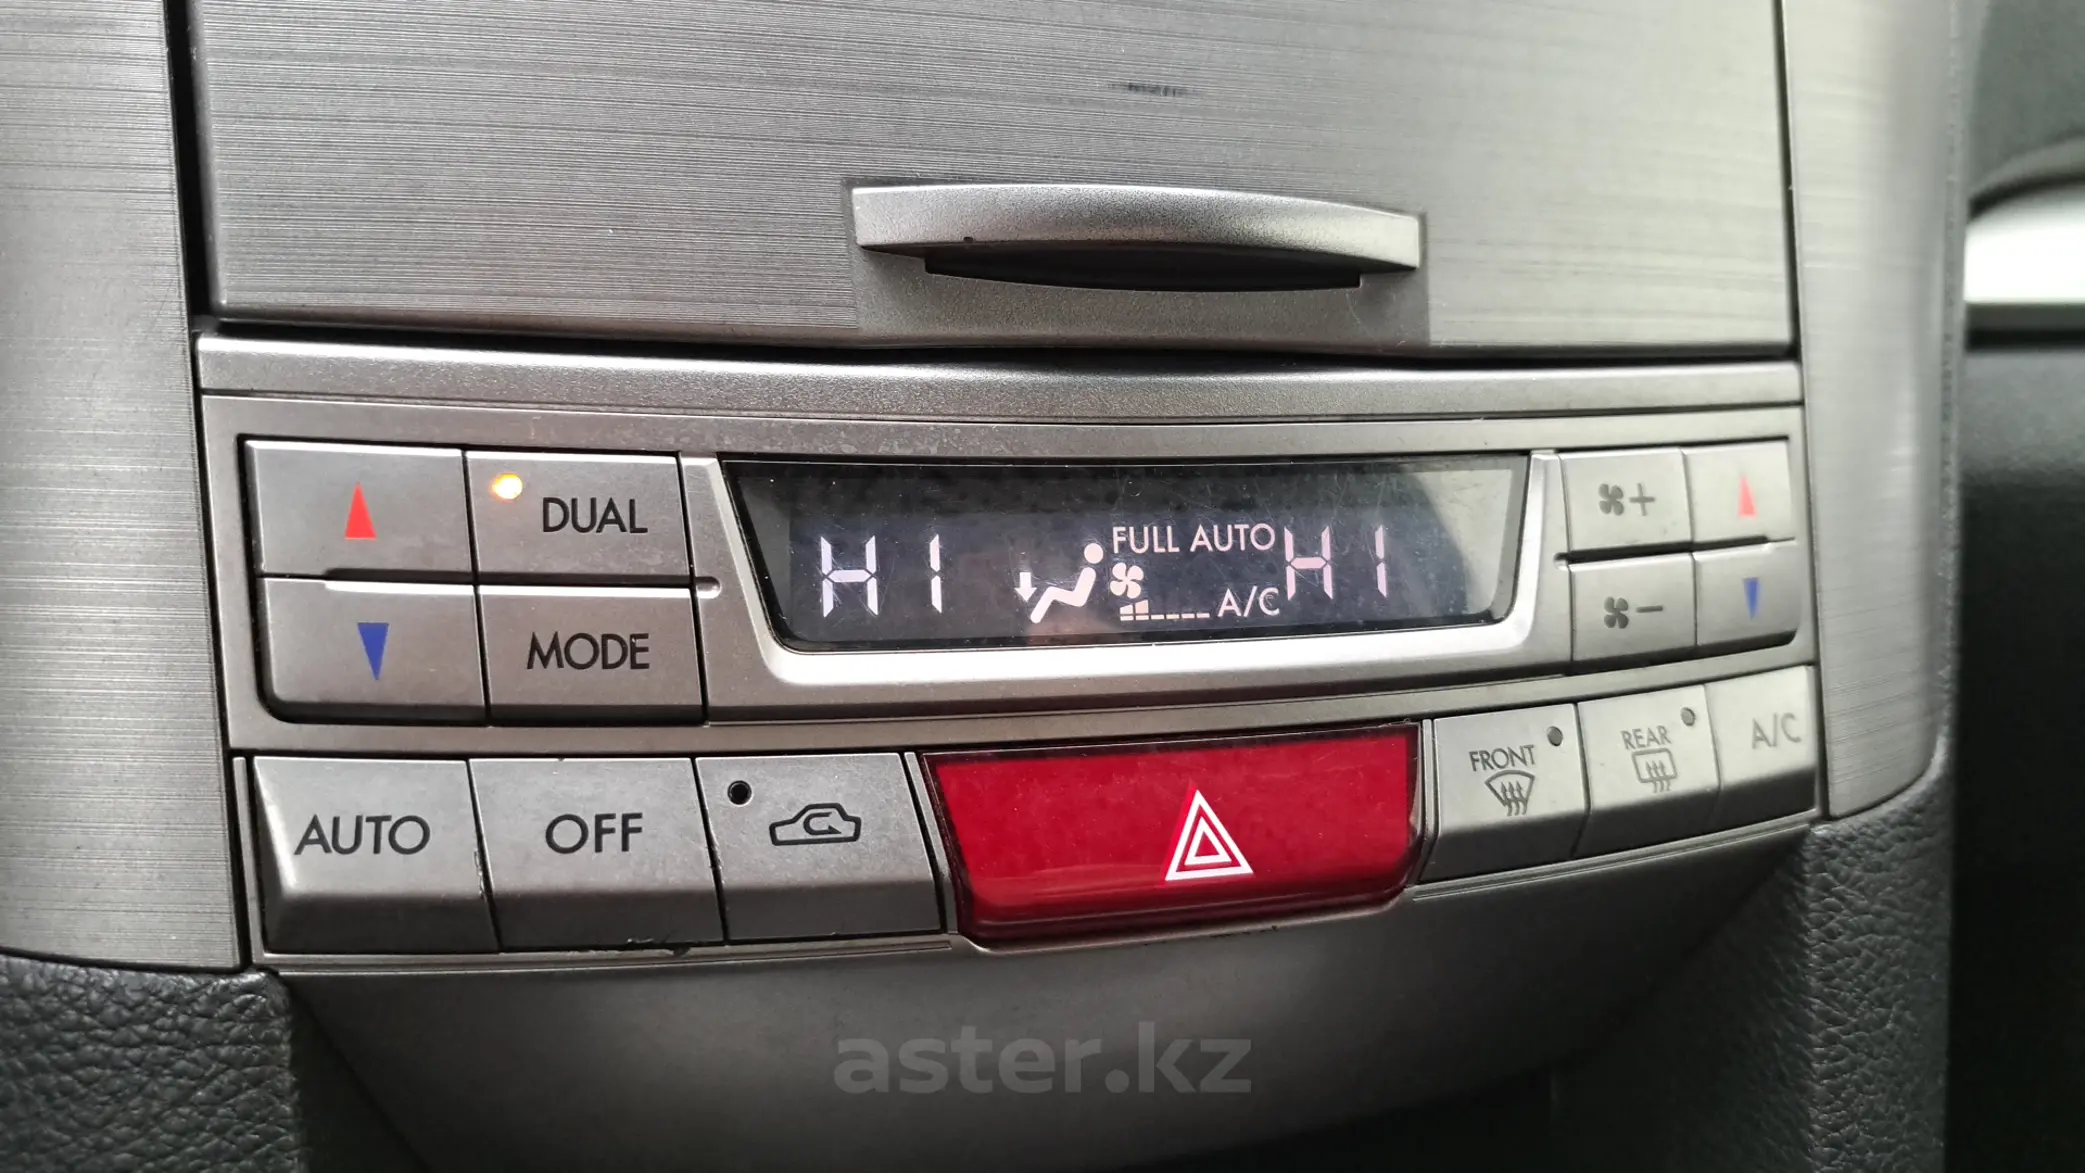 DUAL
MODE
HI
FULL AUTO
A/C
HI
+
−
AUTO
OFF
FRONT
REAR
A/C
aster.kz